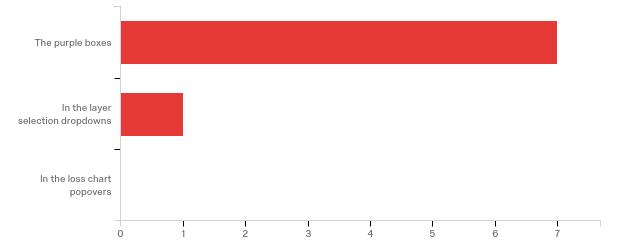 The purple boxes
In the layer
selection dropdowns
In the loss chart
popovers
0 1 2 3 4 5 6 7